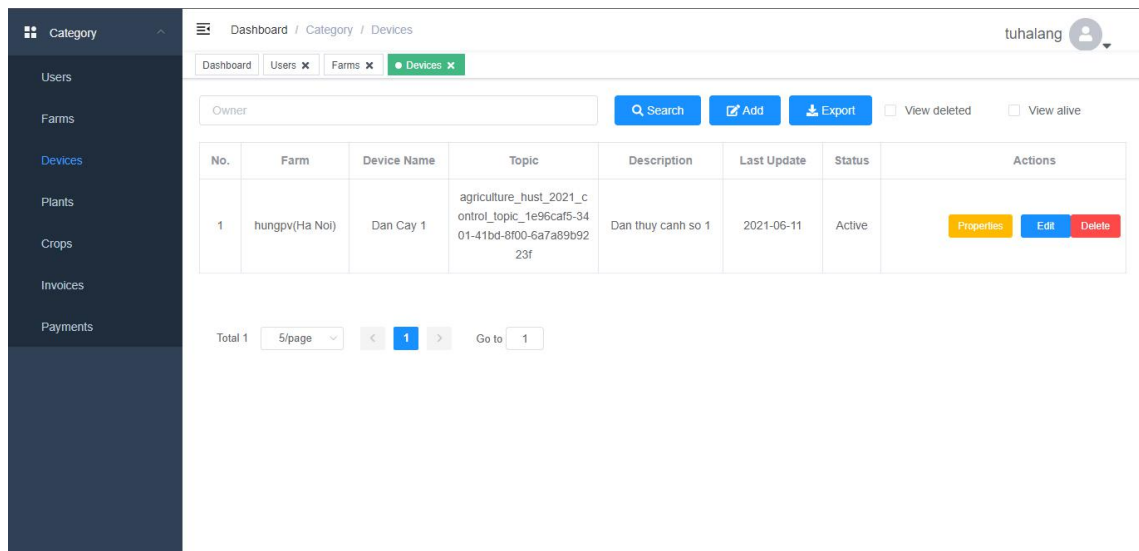 Category
Users
Farms
Devices
Plants
Crops
Invoices
Payments
Dashboard / Category / Devices
tuhalang
Dashboard Users Farms Devices
Owner Search Add Export View deleted View alive
No. Farm Device Name Topic Description Last Update Status Actions
1 hungpv(Ha Noi) Dan Cay 1
agriculture_hust_2021_c
ontrol_topic_1e96caf5-34
01-41bd-8f00-6a7a89b92
23f
Dan thuy canh so 1 2021-06-11 Active Properties Edit Delete
Total 1 5/page < 1 > Go to 1